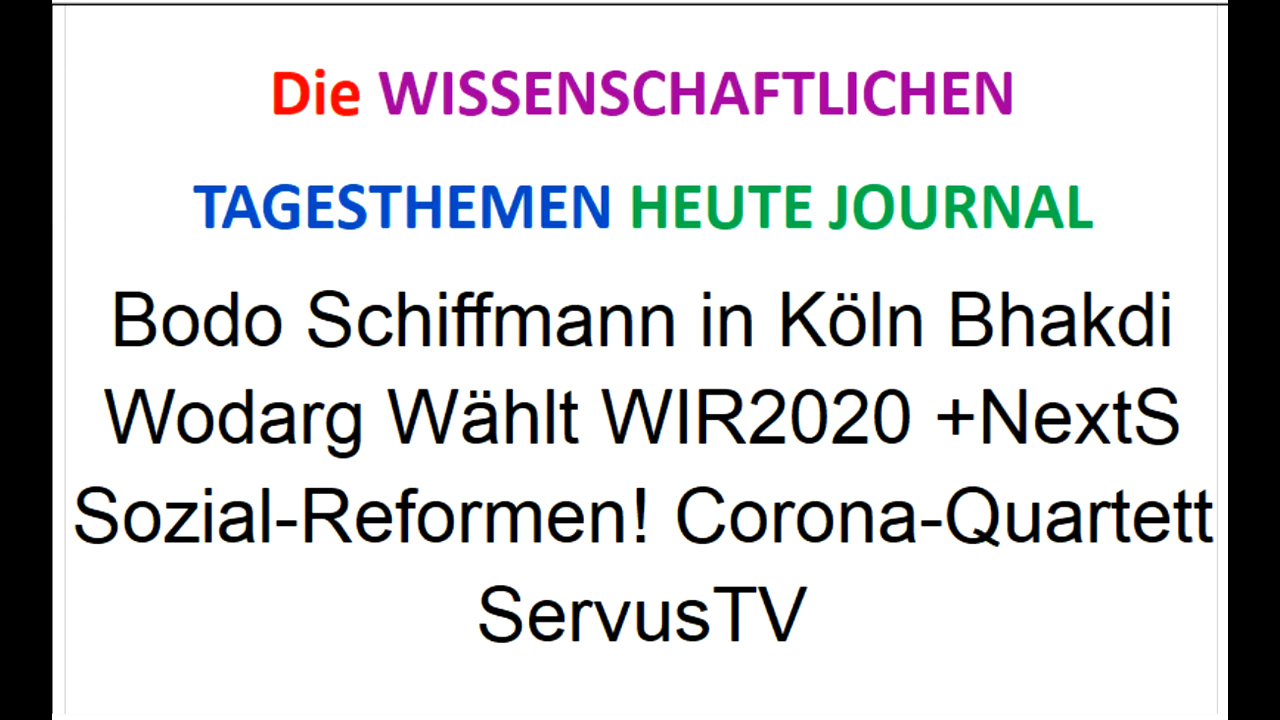 Die WISSENSCHAFTLICHEN
TAGESTHEMEN HEUTE JOURNAL
Bodo Schiffmann in Köln Bhakdi
Wodarg Wählt WIR2020 +NextS
Sozial-Reformen! Corona-Quartett
ServusTV